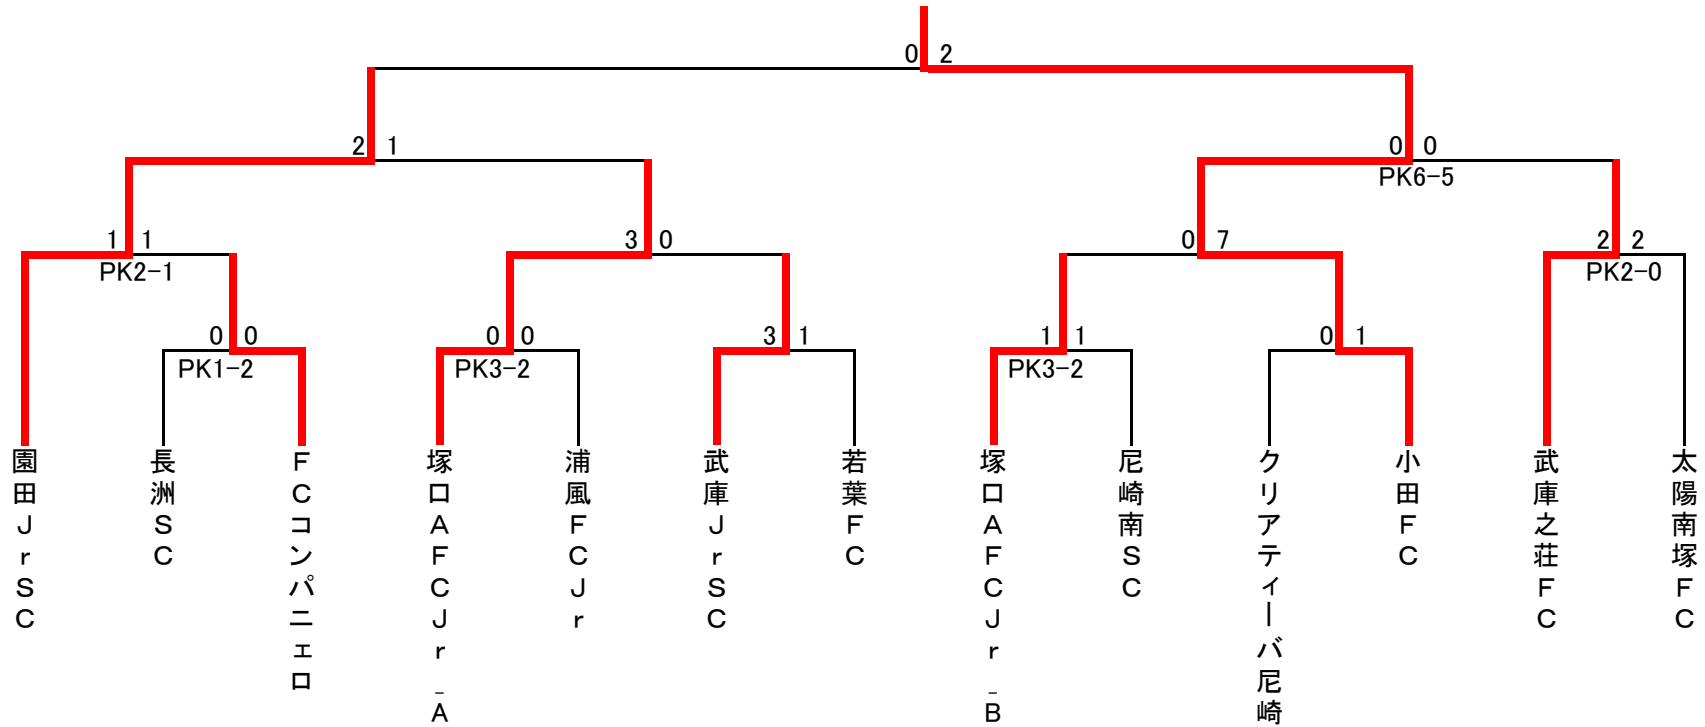 0 2
2 1
0 0
PK6-5
1 1
PK2-1
3 0
0 7
2 2
PK2-0
0 0
PK1-2
0 0
PK3-2
3 1
1 1
PK3-2
0 1
園田JrSC
長洲SC
FCコンパニェロ
塚口AFCJr_A
浦風FCJr
武庫JrSC
若葉FC
塚口AFCJr_B
尼崎南SC
クリアティーバ尼崎
小田FC
武庫之荘FC
太陽南塚FC